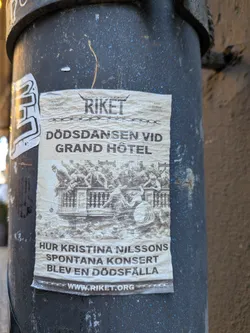 RIKET
DÖDSDANSEN VID
GRAND HÔTEL
HUR KRISTINA NILSSONS
SPONTANA KONSERT
BLEV EN DÖDSFÄLLA
WWW.RIKET.ORG